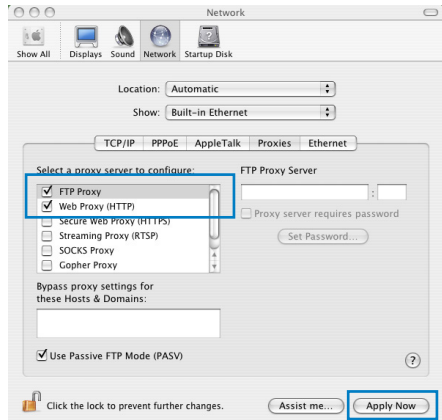 Network
Show All Displays Sound Network Startup Disk
Location: Automatic
Show: Built-in Ethernet
TCP/IP PPPoE AppleTalk Proxies Ethernet
Select a proxy server to configure: FTP Proxy Server
FTP Proxy :
Web Proxy (HTTP) Proxy server requires password
Secure Web Proxy (HTTPS)
Streaming Proxy (RTSP) Set Password...
SOCKS Proxy
Gopher Proxy
Bypass proxy settings for
these Hosts & Domains:
Use Passive FTP Mode (PASV) ?
Click the lock to prevent further changes. Assist me... Apply Now